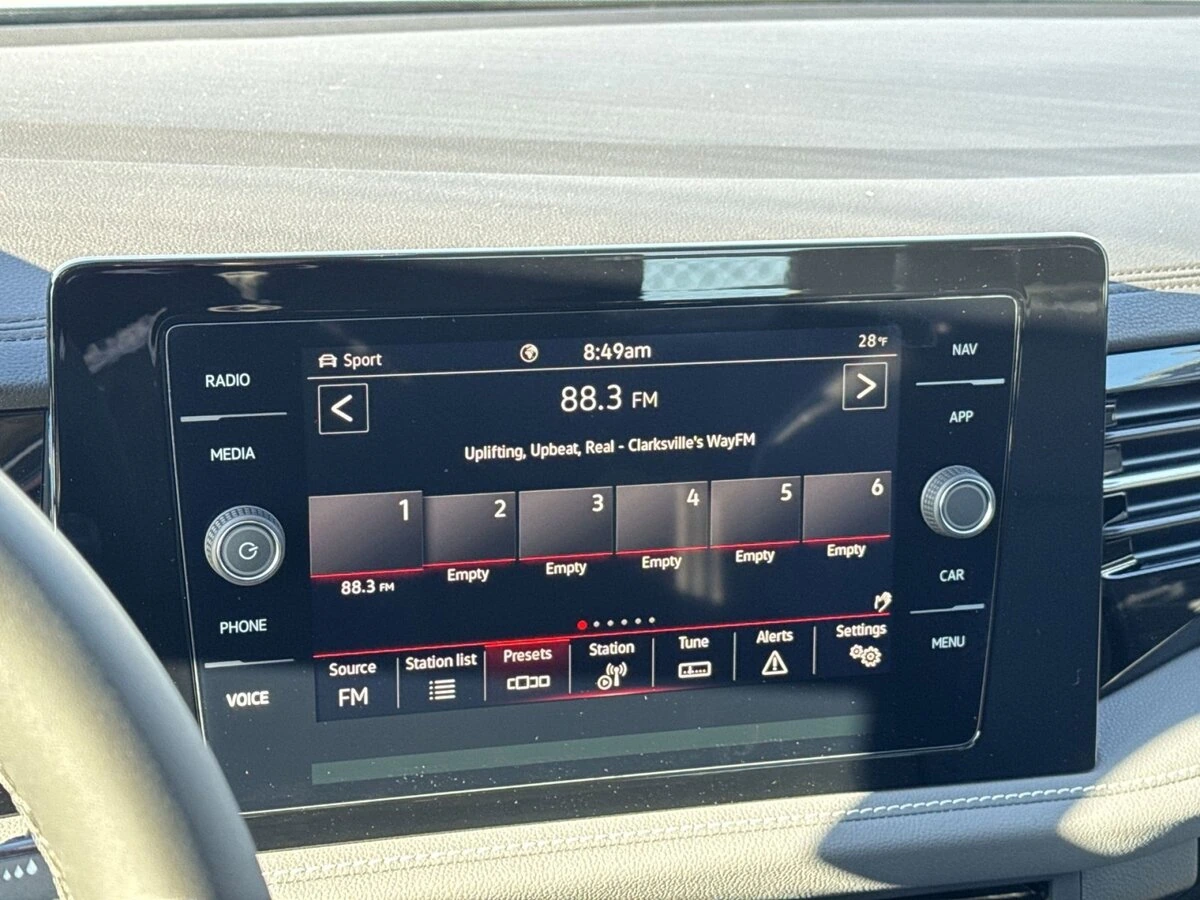 RADIO
MEDIA
PHONE
VOICE
Sport
8:49am
28°F
<
88.3 FM
>
Uplifting, Upbeat, Real - Clarksville's WayFM
1
2
3
4
5
6
88.3 FM
Empty
Empty
Empty
Empty
Empty
Source
FM
Station list
Presets
Station
Tune
Alerts
Settings
NAV
APP
CAR
MENU